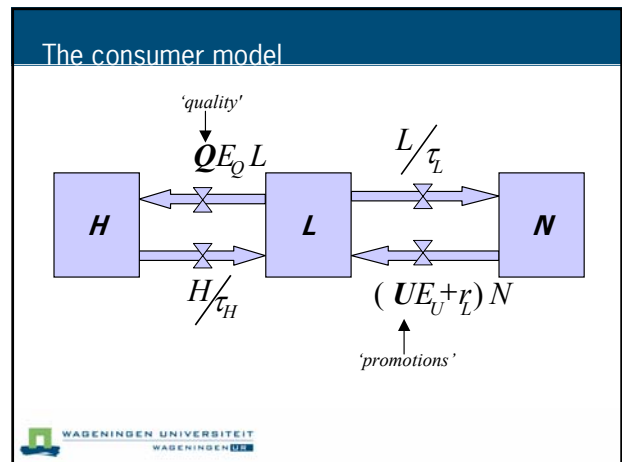 The consumer model
'quality'
QE_Q L
L/τ_L
H
L
N
H/τ_H
( UE_U+r_L) N
'promotions'
WAGENINGEN UNIVERSITEIT
WAGENINGEN UR